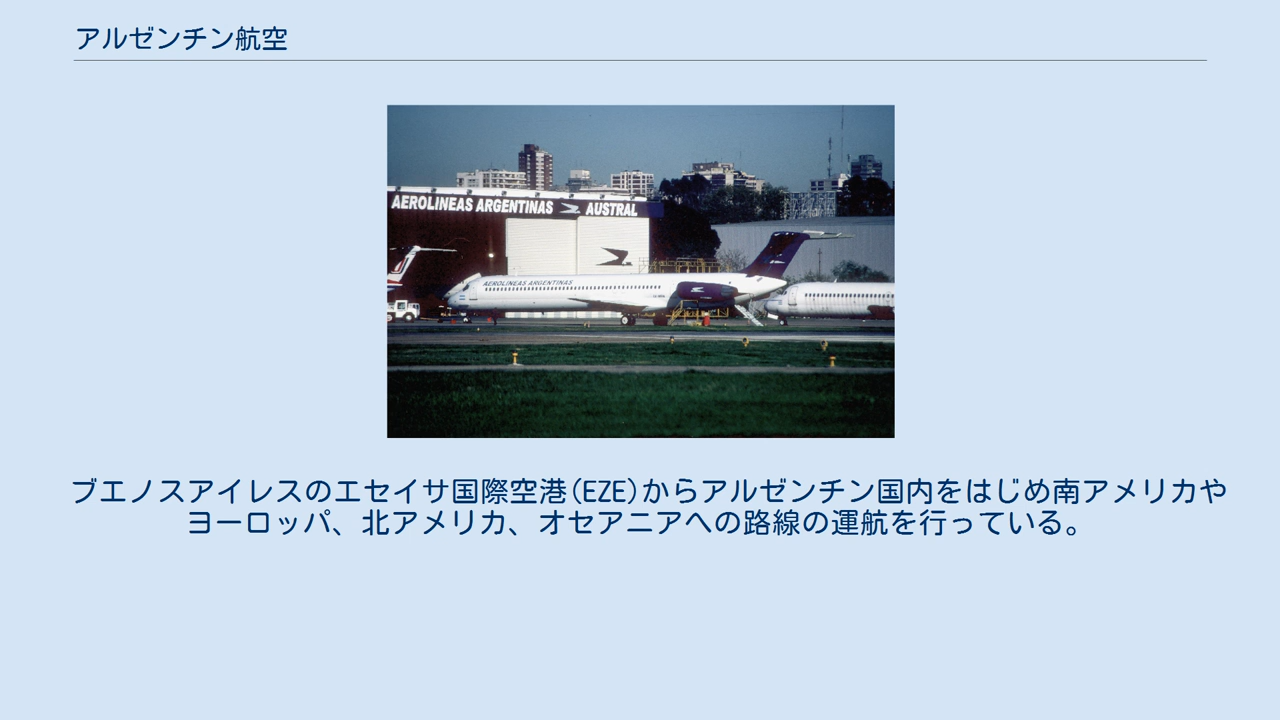 アルゼンチン航空
AEROLINEAS ARGENTINAS AUSTRAL
AEROLINEAS ARGENTINAS
ブエノスアイレスのエセイサ国際空港(EZE)からアルゼンチン国内をはじめ南アメリカや
ヨーロッパ、北アメリカ、オセアニアへの路線の運航を行っている。